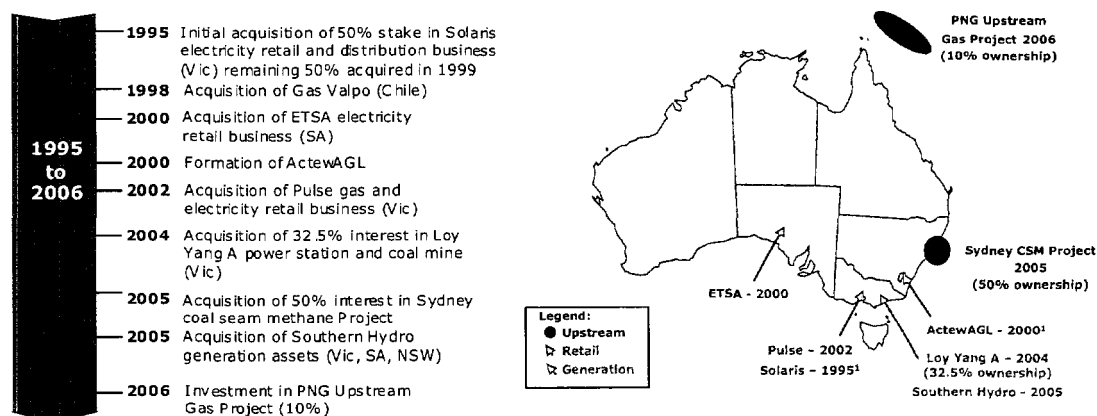 1995
to
2006
1995 Initial acquisition of 50% stake in Solaris
electricity retail and distribution business
(Vic) remaining 50% acquired in 1999
1998 Acquisition of Gas Valpo (Chile)
2000 Acquisition of ETSA electricity
retail business (SA)
2000 Formation of ActewAGL
2002 Acquisition of Pulse gas and
electricity retail business (Vic)
2004 Acquisition of 32.5% interest in Loy
Yang A power station and coal mine
(Vic)
2005 Acquisition of 50% interest in Sydney
coal seam methane Project
2005 Acquisition of Southern Hydro
generation assets (Vic, SA, NSW)
2006 Investment in PNG Upstream
Gas Project (10%)
PNG Upstream
Gas Project 2006
(10% ownership)
Sydney CSM Project
2005
(50% ownership)
ETSA - 2000
ActewAGL - 2000¹
Pulse - 2002
Solaris - 1995¹
Loy Yang A - 2004
(32.5% ownership)
Southern Hydro - 2005
Legend:
Upstream
Retail
Generation